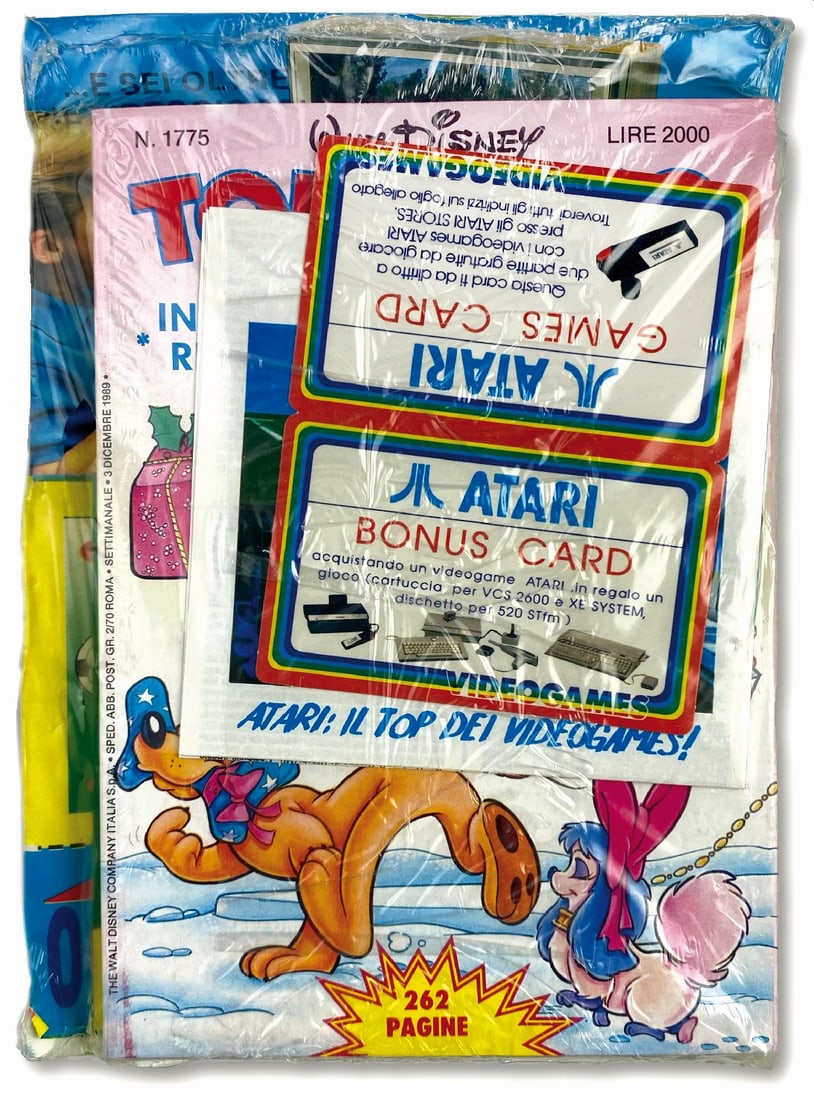 ...E SEI OLTRE
N. 1775
WALT DISNEY
LIRE 2000
TO
IN
* R
THE WALT DISNEY COMPANY ITALIA S.p.A. • SPED. ABB. POST. GR. 2/70 ROMA • SETTIMANALE • 3 DICEMBRE 1989 •
ATARI
GAMES CARD
Questa card ti da diritto a
due partite gratuite da giocare
con i videogames ATARI
presso gli ATARI STORES.
Troverai tutti gli indirizzi sul foglio allegato
VIDEOGAMES
ATARI
ATARI
BONUS CARD
acquistando un videogame ATARI in regalo un
gioco (cartuccia per VCS 2600 è XE SYSTEM,
dischetto per 520 STfm)
VIDEOGAMES
ATARI: IL TOP DEI VIDEOGAMES!
262
PAGINE